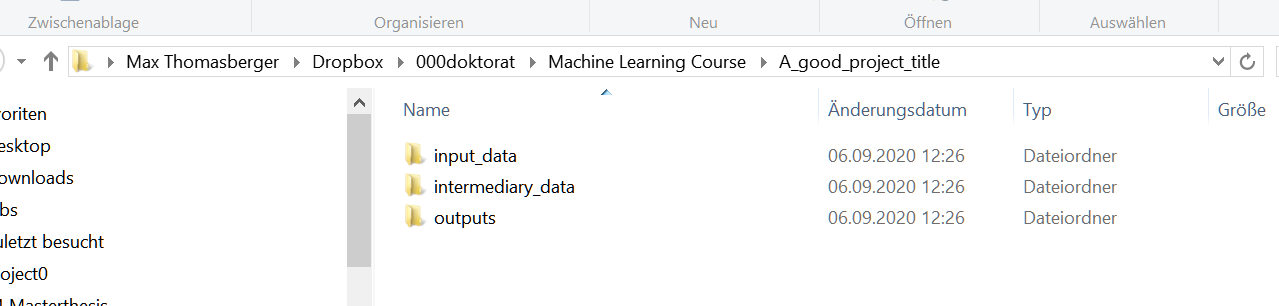 Zwischenablage Organisieren Neu Öffnen Auswählen
Max Thomasberger Dropbox 000doktorat Machine Learning Course A_good_project_title
Name Änderungsdatum Typ Größe
voriten
esktop
ownloads
bs
uletzt besucht
oject0
Masterthesis
input_data 06.09.2020 12:26 Dateiordner
intermediary_data 06.09.2020 12:26 Dateiordner
outputs 06.09.2020 12:26 Dateiordner